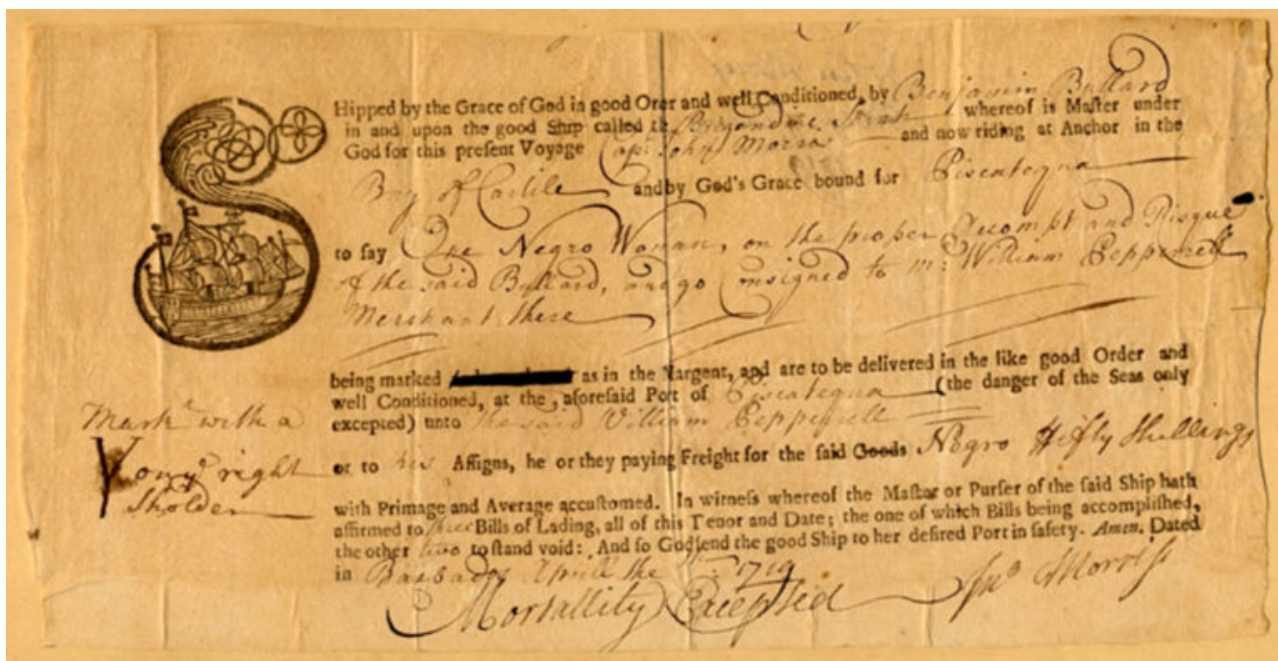 SHipped by the Grace of God in good Orer and well Conditioned, by Benjamin Bullard
in and upon the good Ship called the Brigandine whereof is Master under
God for this present Voyage Cap: John Morris and now riding at Anchor in the
Bay of Carlile and by God's Grace bound for Piscatequa
to say One Negro Woman, on the proper Accompt and Risque
of the said Bullard, and go Consigned to mr: William Pepperrell
Merchant there
being marked as in the Margent, and are to be delivered in the like good Order and
well Conditioned, at the aforesaid Port of Piscatequa (the danger of the Seas only
excepted) unto the said William Pepperrell
Markt with a
Y on ye right
sholder
or to his Assigns, he or they paying Freight for the said Goods Negro Fifty Shillings
with Primage and Average accustomed. In witness whereof the Master or Purser of the said Ship hath
affirmed to three Bills of Lading, all of this Tenor and Date; the one of which Bills being accomplished,
the other two to stand void: And so God send the good Ship to her desired Port in safety. Amen. Dated
in Barbados Aprill the 1719
Mortallity Excepted Jno Morris